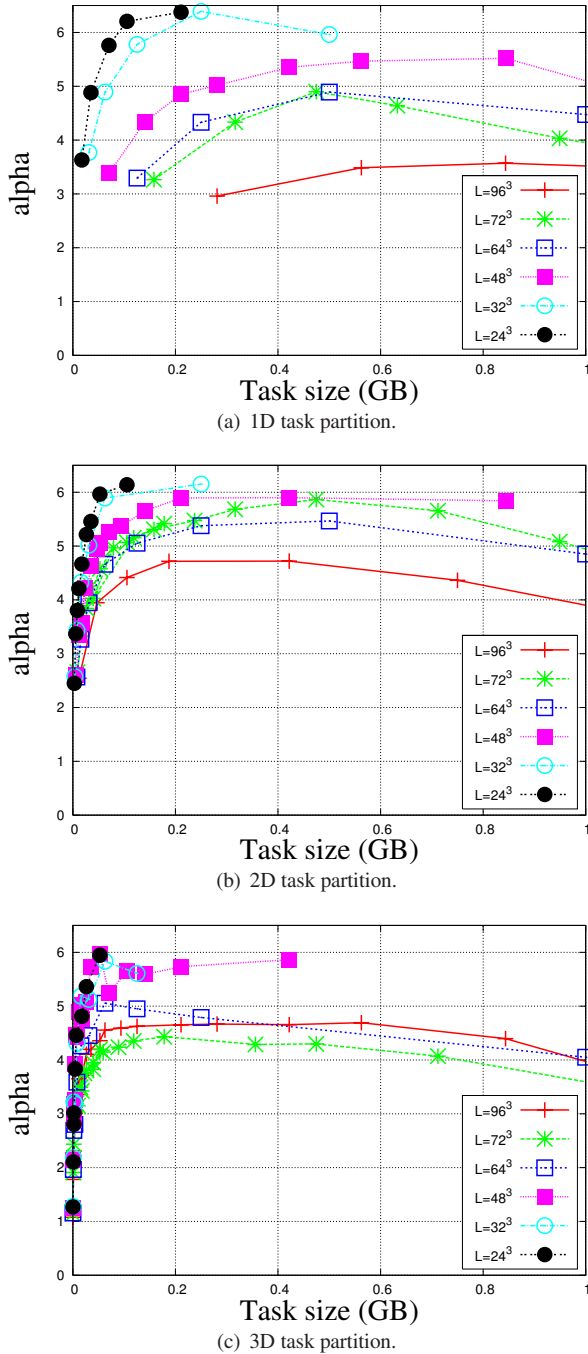 6
5
4
3
2
1
0
alpha
L=96³
L=72³
L=64³
L=48³
L=32³
L=24³
0 0.2 0.4 0.6 0.8 1
Task size (GB)
(a) 1D task partition.
6
5
4
3
2
1
0
alpha
L=96³
L=72³
L=64³
L=48³
L=32³
L=24³
0 0.2 0.4 0.6 0.8 1
Task size (GB)
(b) 2D task partition.
6
5
4
3
2
1
0
alpha
L=96³
L=72³
L=64³
L=48³
L=32³
L=24³
0 0.2 0.4 0.6 0.8 1
Task size (GB)
(c) 3D task partition.